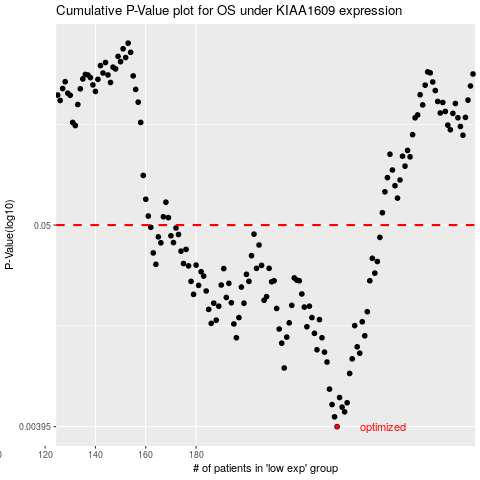 Cumulative P-Value plot for OS under KIAA1609 expression
P-Value(log10)
0.05
0.00395
optimized
0 120 140 160 180
# of patients in 'low exp' group